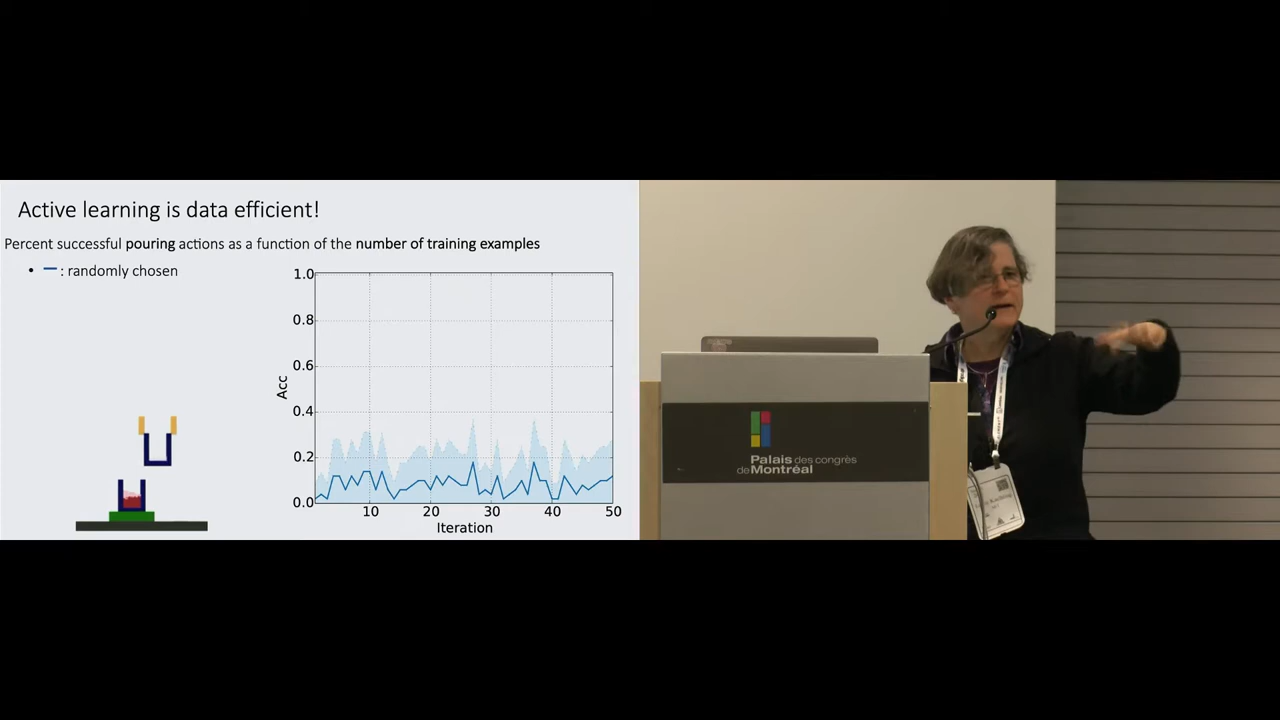 Active learning is data efficient!
Percent successful pouring actions as a function of the number of training examples
• — : randomly chosen
1.0
0.8
0.6
0.4
0.2
0.0
Acc
10 20 30 40 50
Iteration
Palais des congrès
de Montréal